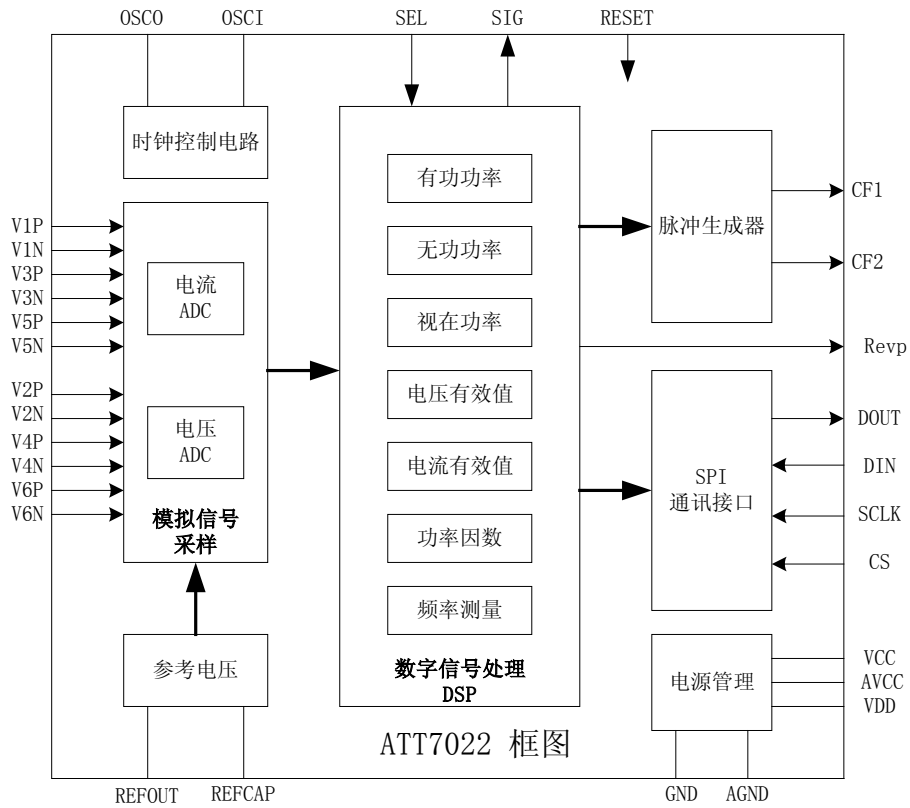 OSCO
OSCI
SEL
SIG
RESET
时钟控制电路
V1P
V1N
V3P
V3N
V5P
V5N
V2P
V2N
V4P
V4N
V6P
V6N
电流
ADC
电压
ADC
模拟信号
采样
参考电压
REFOUT
REFCAP
有功功率
无功功率
视在功率
电压有效值
电流有效值
功率因数
频率测量
数字信号处理
DSP
脉冲生成器
CF1
CF2
Revp
SPI
通讯接口
DOUT
DIN
SCLK
CS
电源管理
VCC
AVCC
VDD
GND
AGND
ATT7022 框图